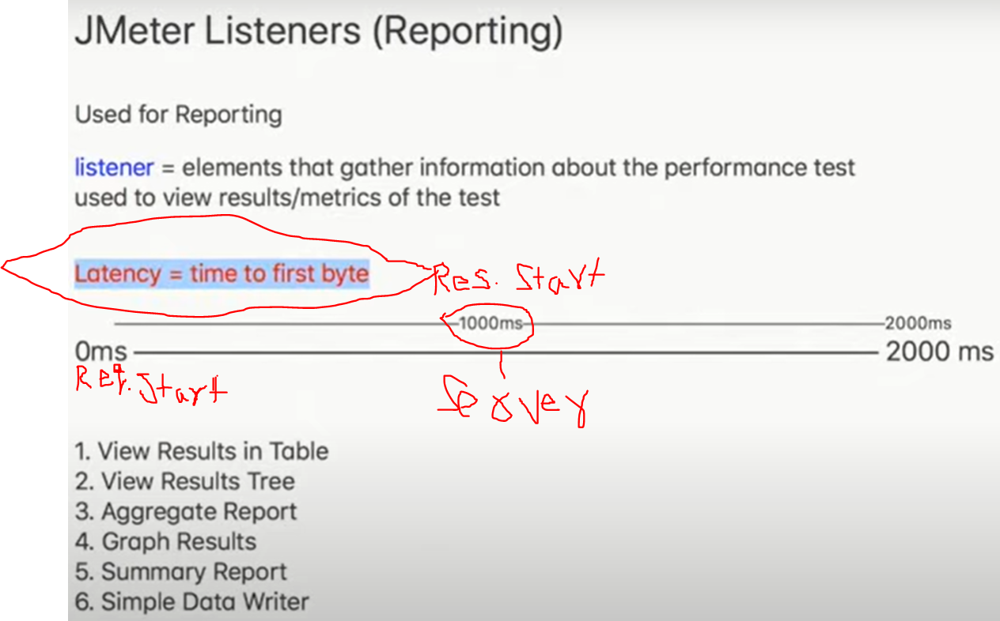 JMeter Listeners (Reporting)
Used for Reporting
listener = elements that gather information about the performance test
used to view results/metrics of the test
Latency = time to first byte
Res. Start
1000ms
2000ms
0ms
2000 ms
Req. Start
Server
1. View Results in Table
2. View Results Tree
3. Aggregate Report
4. Graph Results
5. Summary Report
6. Simple Data Writer